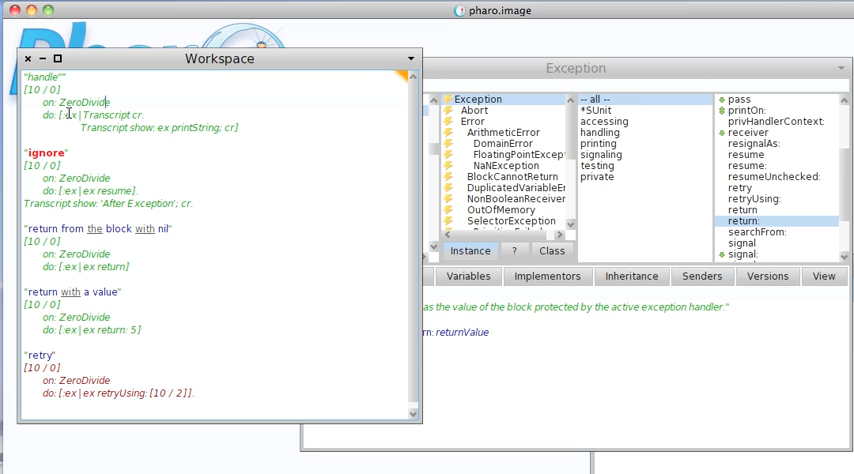 pharo.image
Workspace
"handle""
[10 / 0]
on: ZeroDivide
do: [:ex | Transcript cr.
Transcript show: ex printString; cr]
"ignore"
[10 / 0]
on: ZeroDivide
do: [:ex | ex resume].
Transcript show: 'After Exception'; cr.
"return from the block with nil"
[10 / 0]
on: ZeroDivide
do: [:ex | ex return]
"return with a value"
[10 / 0]
on: ZeroDivide
do: [:ex | ex return: 5]
"retry"
[10 / 0]
on: ZeroDivide
do: [:ex | ex retryUsing: [10 / 2]].
Exception
Exception
Abort
Error
ArithmeticError
DomainError
FloatingPointExcept
NaNException
BlockCannotReturn
DuplicatedVariableEr
NonBooleanReceiver
OutOfMemory
SelectorException
-- all --
*SUnit
accessing
handling
printing
signaling
testing
private
pass
printOn:
privHandlerContext:
receiver
resignalAs:
resume
resume:
resumeUnchecked:
retry
retryUsing:
return
return:
searchFrom:
signal
signal:
Instance
?
Class
Variables
Implementors
Inheritance
Senders
Versions
View
as the value of the block protected by the active exception handler."
rn: returnValue